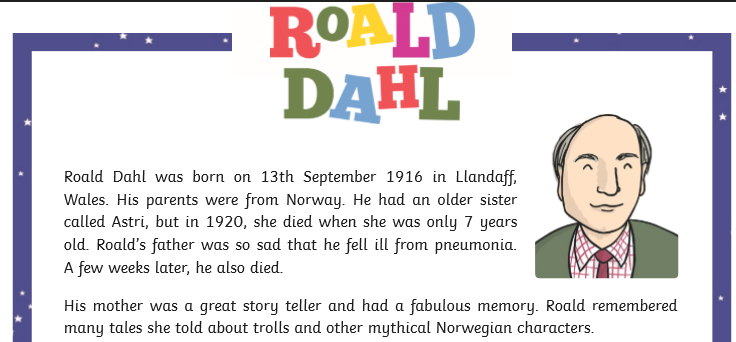 ROALD
DAHL
Roald Dahl was born on 13th September 1916 in Llandaff,
Wales. His parents were from Norway. He had an older sister
called Astri, but in 1920, she died when she was only 7 years
old. Roald's father was so sad that he fell ill from pneumonia.
A few weeks later, he also died.
His mother was a great story teller and had a fabulous memory. Roald remembered
many tales she told about trolls and other mythical Norwegian characters.